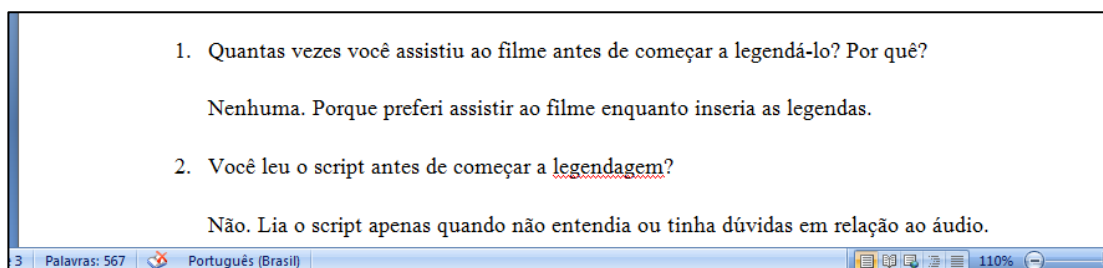 1. Quantas vezes você assistiu ao filme antes de começar a legendá-lo? Por quê?
Nenhuma. Porque preferi assistir ao filme enquanto inseria as legendas.
2. Você leu o script antes de começar a legendagem?
Não. Lia o script apenas quando não entendia ou tinha dúvidas em relação ao áudio.
3 Palavras: 567 Português (Brasil) 110%